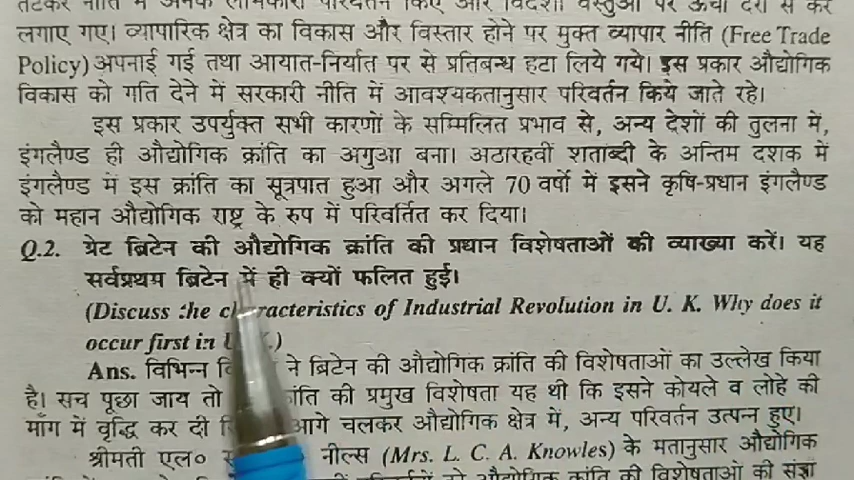 नीति में अनेक लाभकारी परिवर्तन किए और विदेशी वस्तुओं पर ऊँची दरों से कर
लगाए गए। व्यापारिक क्षेत्र का विकास और विस्तार होने पर मुक्त व्यापार नीति (Free Trade
Policy) अपनाई गई तथा आयात-निर्यात पर से प्रतिबन्ध हटा लिये गये। इस प्रकार औद्योगिक
विकास को गति देने में सरकारी नीति में आवश्यकतानुसार परिवर्तन किये जाते रहे।
इस प्रकार उपर्युक्त सभी कारणों के सम्मिलित प्रभाव से, अन्य देशों की तुलना में,
इंगलैण्ड ही औद्योगिक क्रांति का अगुआ बना। अठारहवीं शताब्दी के अन्तिम दशक में
इंगलैण्ड में इस क्रांति का सूत्रपात हुआ और अगले 70 वर्षो में इसने कृषि-प्रधान इंगलैण्ड
को महान औद्योगिक राष्ट्र के रुप में परिवर्तित कर दिया।
Q.2. ग्रेट ब्रिटेन की औद्योगिक क्रांति की प्रधान विशेषताओं की व्याख्या करें। यह
सर्वप्रथम ब्रिटेन में ही क्यों फलित हुई।
(Discuss the characteristics of Industrial Revolution in U. K. Why does it
occur first in
Ans. विभिन्न ने ब्रिटेन की औद्योगिक क्रांति की विशेषताओं का उल्लेख किया
है। सच पूछा जाय तो की प्रमुख विशेषता यह थी कि इसने कोयले व लोहे की
माँग में वृद्धि कर दी आगे चलकर औद्योगिक क्षेत्र में, अन्य परिवर्तन उत्पन्न हुए।
श्रीमती एल० नील्स (Mrs. L. C. A. Knowles) के मतानुसार औद्योगिक
औद्योगिक क्रांति की विशेषताओं की संज्ञा